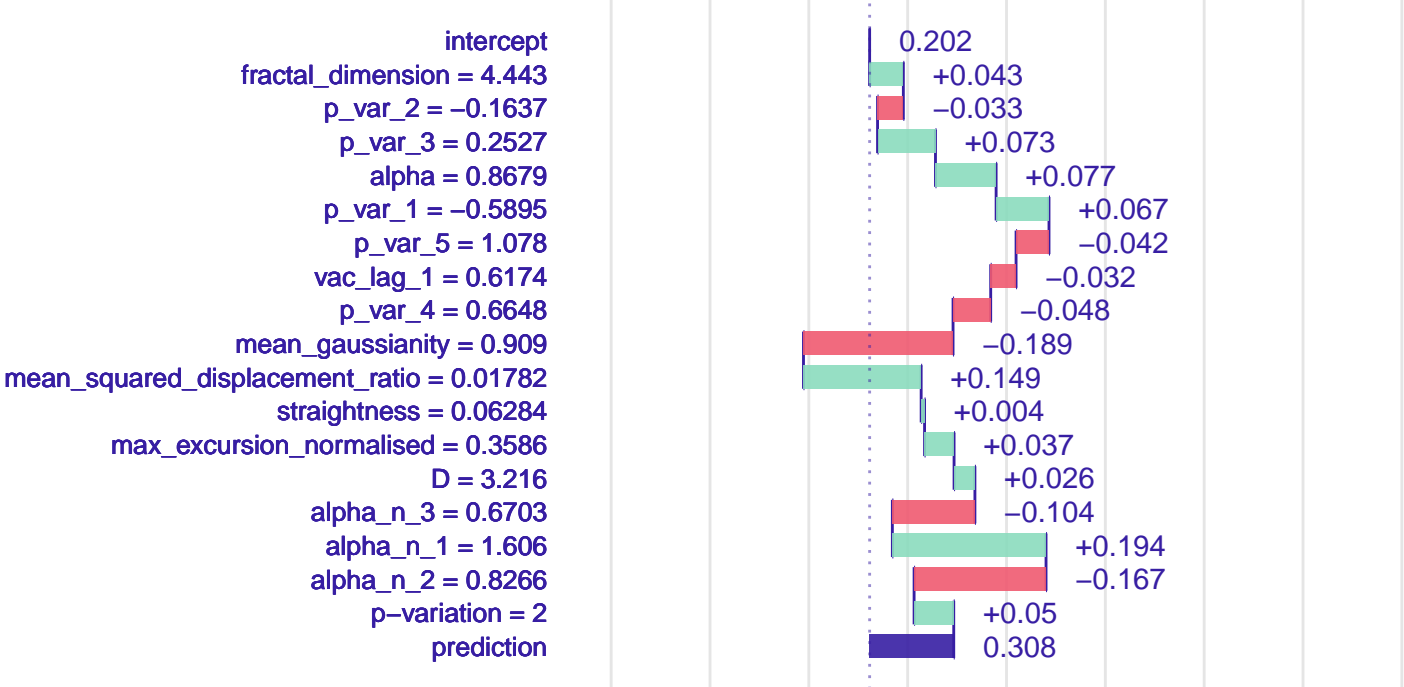 intercept 0.202
fractal_dimension = 4.443 +0.043
p_var_2 = −0.1637 −0.033
p_var_3 = 0.2527 +0.073
alpha = 0.8679 +0.077
p_var_1 = −0.5895 +0.067
p_var_5 = 1.078 −0.042
vac_lag_1 = 0.6174 −0.032
p_var_4 = 0.6648 −0.048
mean_gaussianity = 0.909 −0.189
mean_squared_displacement_ratio = 0.01782 +0.149
straightness = 0.06284 +0.004
max_excursion_normalised = 0.3586 +0.037
D = 3.216 +0.026
alpha_n_3 = 0.6703 −0.104
alpha_n_1 = 1.606 +0.194
alpha_n_2 = 0.8266 −0.167
p−variation = 2 +0.05
prediction 0.308